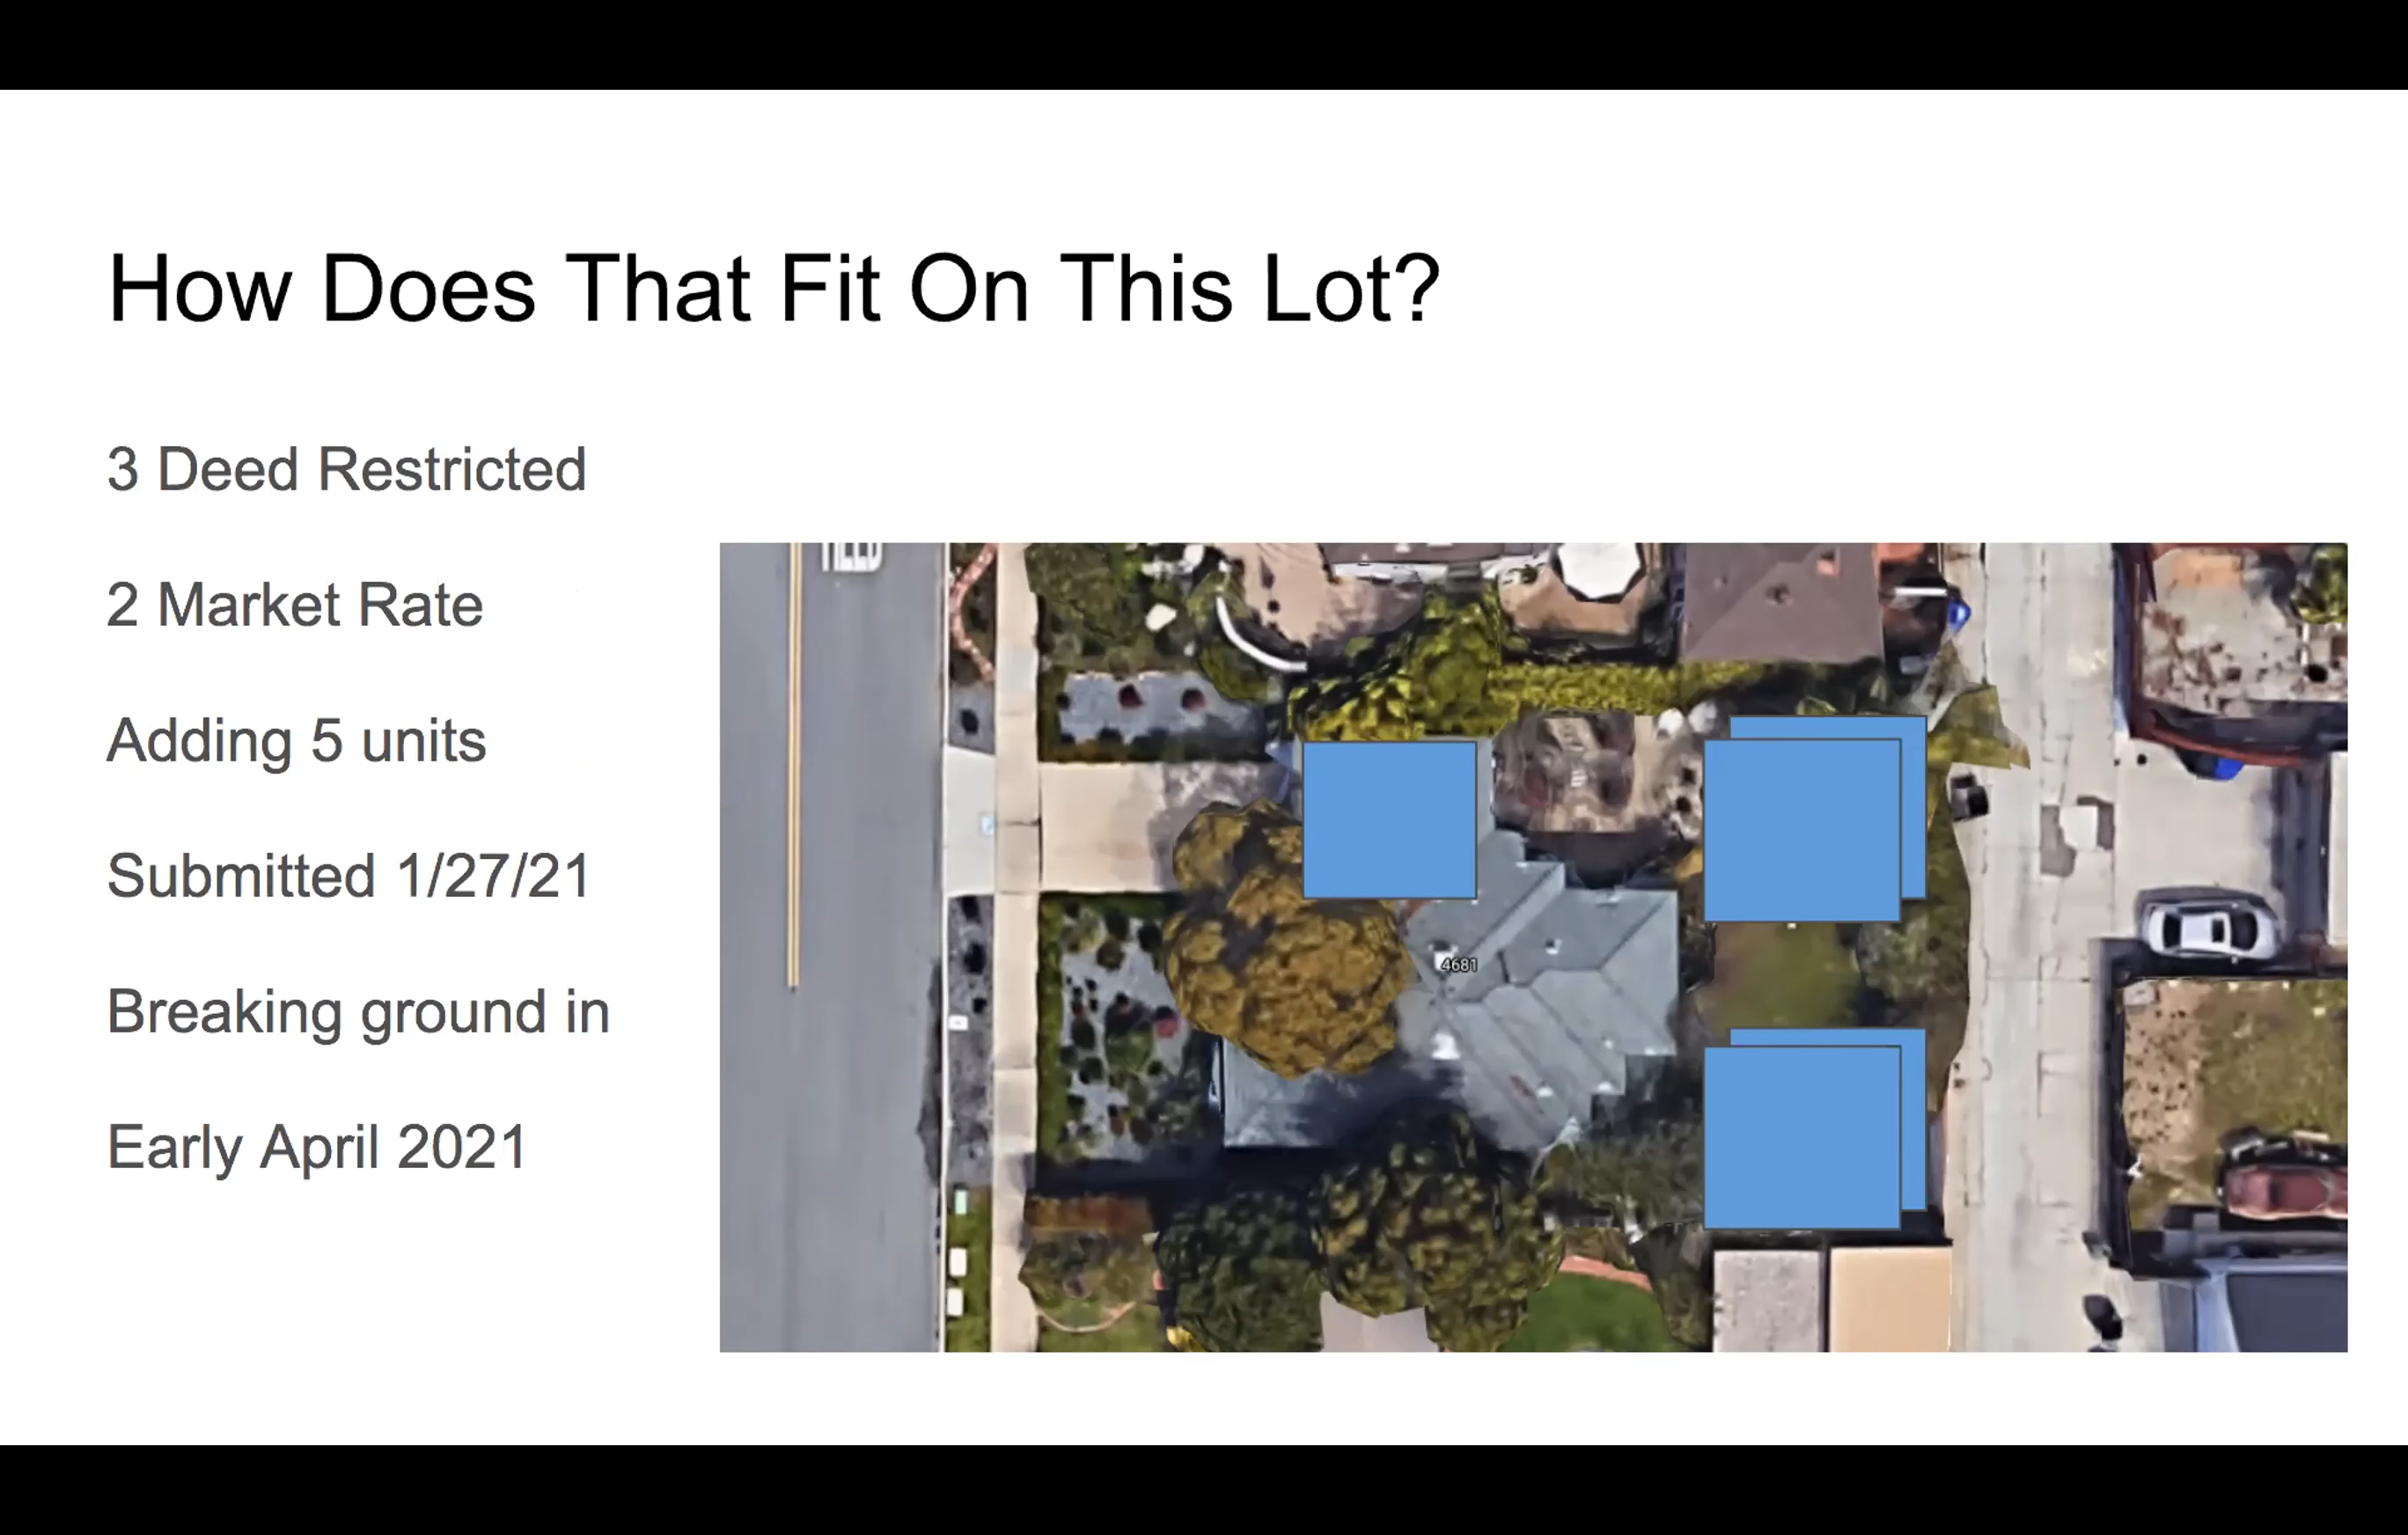 How Does That Fit On This Lot?
3 Deed Restricted
2 Market Rate
Adding 5 units
Submitted 1/27/21
Breaking ground in
Early April 2021
4681